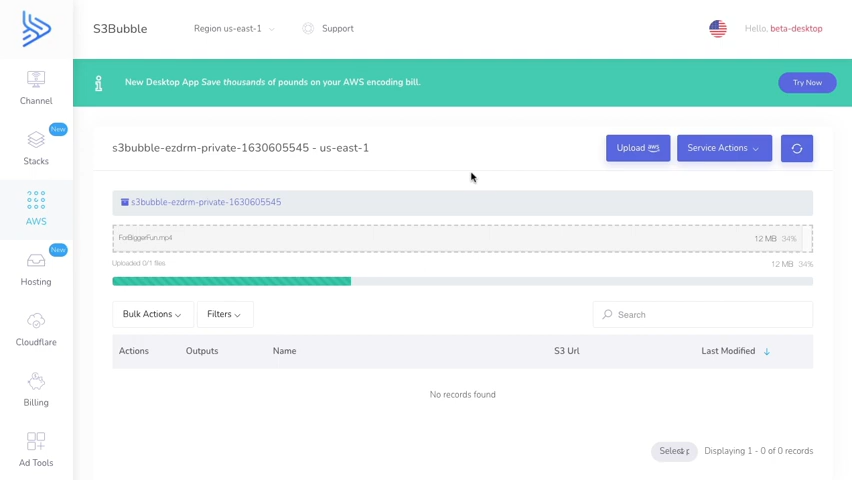 S3Bubble
Region us-east-1
Support
Hello, beta-desktop
New Desktop App Save thousands of pounds on your AWS encoding bill.
Try Now
Channel
New
Stacks
AWS
New
Hosting
Cloudflare
Billing
Ad Tools
s3bubble-ezdrm-private-1630605545 - us-east-1
Upload aws
Service Actions
s3bubble-ezdrm-private-1630605545
ForBiggerFun.mp4
12 MB 34%
Uploaded 0/1 files
12 MB 34%
Bulk Actions
Filters
Search
Actions Outputs Name S3 Url Last Modified
No records found
Displaying 1 - 0 of 0 records